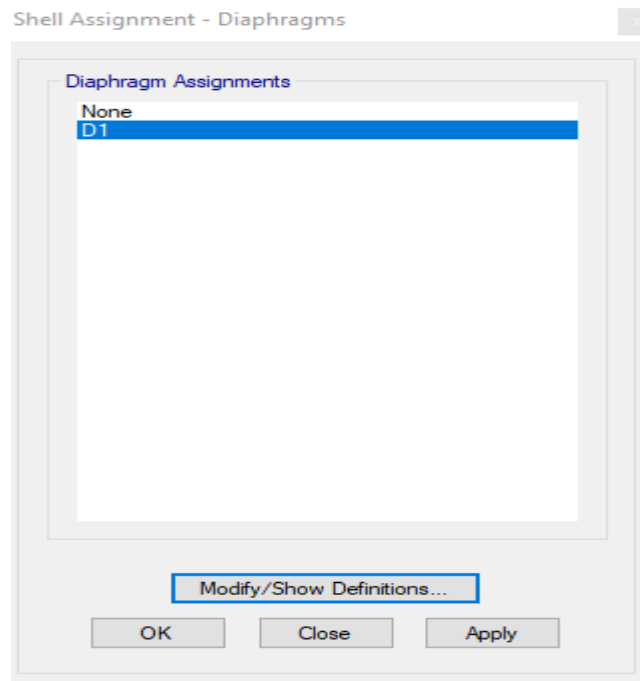 Shell Assignment - Diaphragms
Diaphragm Assignments
None
D1
Modify/Show Definitions...
OK Close Apply